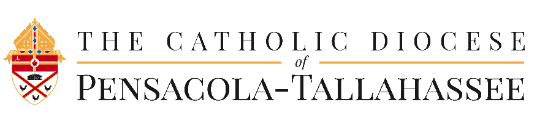 THE CATHOLIC DIOCESE
of
PENSACOLA-TALLAHASSEE